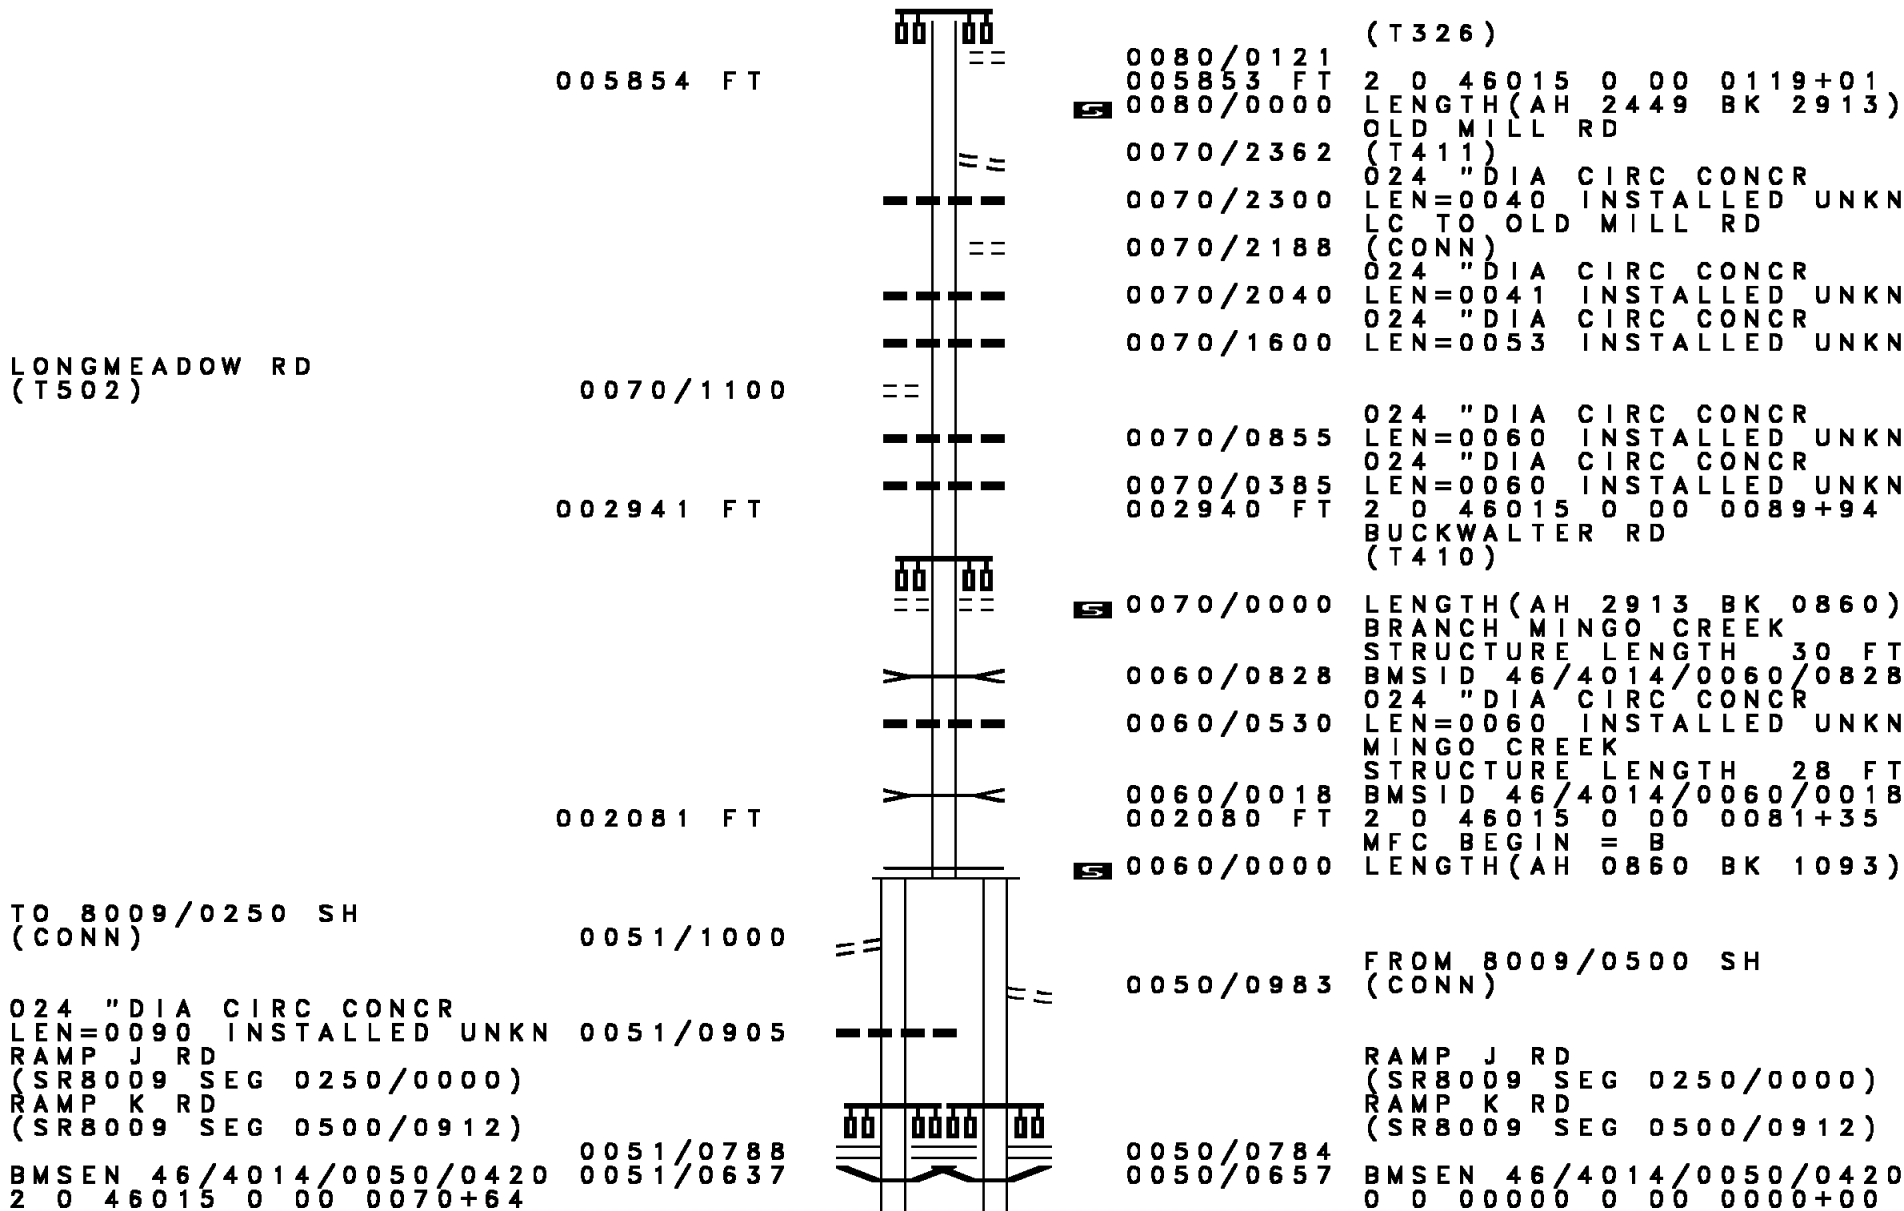 (T326)
0080/0121
005854 FT 005853 FT 2 0 46015 0 00 0119+01
S 0080/0000 LENGTH(AH 2449 BK 2913)
OLD MILL RD
0070/2362 (T411)
024 "DIA CIRC CONCR
0070/2300 LEN=0040 INSTALLED UNKN
LC TO OLD MILL RD
0070/2188 (CONN)
024 "DIA CIRC CONCR
0070/2040 LEN=0041 INSTALLED UNKN
024 "DIA CIRC CONCR
0070/1600 LEN=0053 INSTALLED UNKN
LONGMEADOW RD
(T502) 0070/1100
024 "DIA CIRC CONCR
0070/0855 LEN=0060 INSTALLED UNKN
024 "DIA CIRC CONCR
0070/0385 LEN=0060 INSTALLED UNKN
002941 FT 002940 FT 2 0 46015 0 00 0089+94
BUCKWALTER RD
(T410)
S 0070/0000 LENGTH(AH 2913 BK 0860)
BRANCH MINGO CREEK
STRUCTURE LENGTH 30 FT
0060/0828 BMSID 46/4014/0060/0828
024 "DIA CIRC CONCR
0060/0530 LEN=0060 INSTALLED UNKN
MINGO CREEK
STRUCTURE LENGTH 28 FT
0060/0018 BMSID 46/4014/0060/0018
002081 FT 002080 FT 2 0 46015 0 00 0081+35
MFC BEGIN = B
S 0060/0000 LENGTH(AH 0860 BK 1093)
TO 8009/0250 SH
(CONN) 0051/1000
FROM 8009/0500 SH
0050/0983 (CONN)
024 "DIA CIRC CONCR
LEN=0090 INSTALLED UNKN 0051/0905
RAMP J RD RAMP J RD
(SR8009 SEG 0250/0000) (SR8009 SEG 0250/0000)
RAMP K RD RAMP K RD
(SR8009 SEG 0500/0912) (SR8009 SEG 0500/0912)
0051/0788 0050/0784
BMSEN 46/4014/0050/0420 0051/0637 0050/0657 BMSEN 46/4014/0050/0420
2 0 46015 0 00 0070+64 0 0 00000 0 00 0000+00